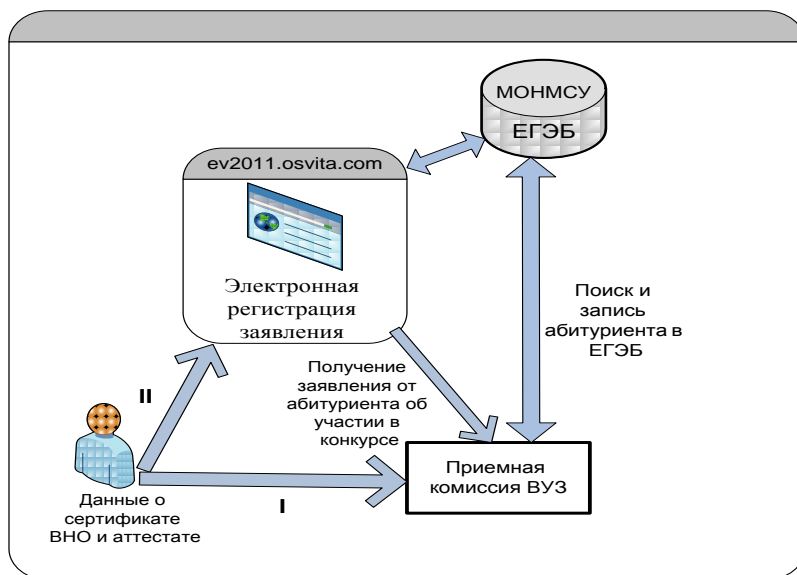 МОНМСУ
ЕГЭБ
ev2011.osvita.com
Электронная
регистрация
заявления
Поиск и
запись
абитуриента в
ЕГЭБ
Получение
заявления от
абитуриента об
участии в
конкурсе
II
I
Приемная
комиссия ВУЗ
Данные о
сертификате
ВНО и аттестате